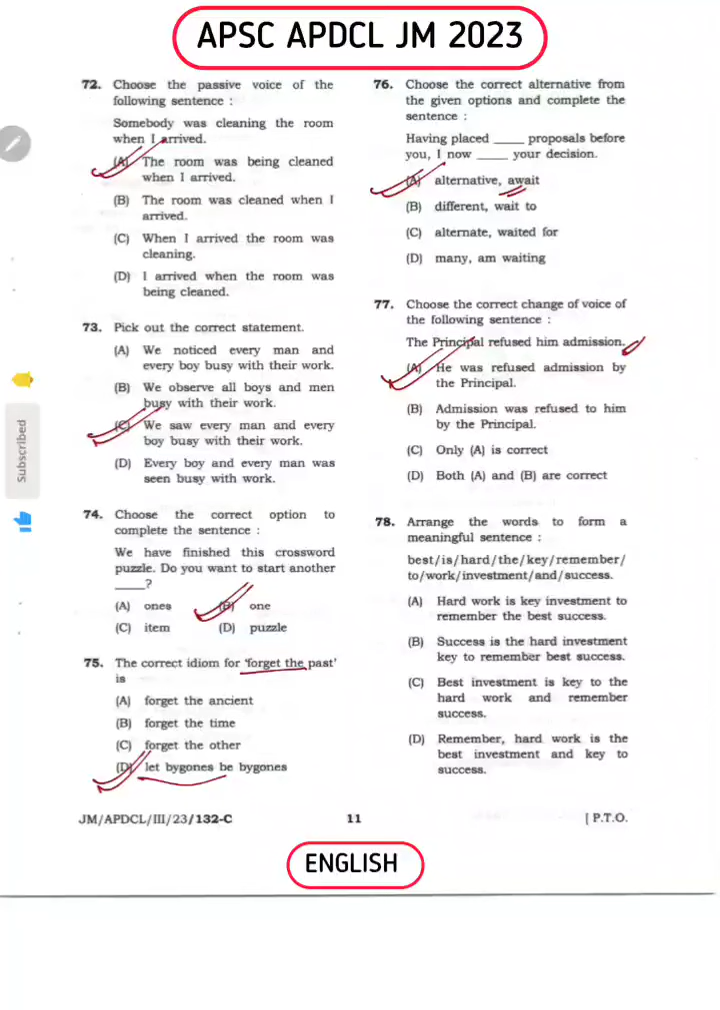 APSC APDCL JM 2023
72. Choose the passive voice of the
following sentence :
Somebody was cleaning the room
when I arrived.
(A) The room was being cleaned
when I arrived.
(B) The room was cleaned when I
arrived.
(C) When I arrived the room was
cleaning.
(D) I arrived when the room was
being cleaned.
73. Pick out the correct statement.
(A) We noticed every man and
every boy busy with their work.
(B) We observe all boys and men
busy with their work.
(C) We saw every man and every
boy busy with their work.
(D) Every boy and every man was
seen busy with work.
74. Choose the correct option to
complete the sentence :
We have finished this crossword
puzzle. Do you want to start another
____?
(A) ones (B) one
(C) item (D) puzzle
75. The correct idiom for 'forget the past'
is
(A) forget the ancient
(B) forget the time
(C) forget the other
(D) let bygones be bygones
JM/APDCL/III/23/132-C
76. Choose the correct alternative from
the given options and complete the
sentence :
Having placed ____ proposals before
you, I now ____ your decision.
(A) alternative, await
(B) different, wait to
(C) alternate, waited for
(D) many, am waiting
77. Choose the correct change of voice of
the following sentence :
The Principal refused him admission.
(A) He was refused admission by
the Principal.
(B) Admission was refused to him
by the Principal.
(C) Only (A) is correct
(D) Both (A) and (B) are correct
78. Arrange the words to form a
meaningful sentence :
best/is/hard/the/key/remember/
to/work/investment/and/success.
(A) Hard work is key investment to
remember the best success.
(B) Success is the hard investment
key to remember best success.
(C) Best investment is key to the
hard work and remember
success.
(D) Remember, hard work is the
best investment and key to
success.
11
[ P.T.O.
Subscribed
ENGLISH